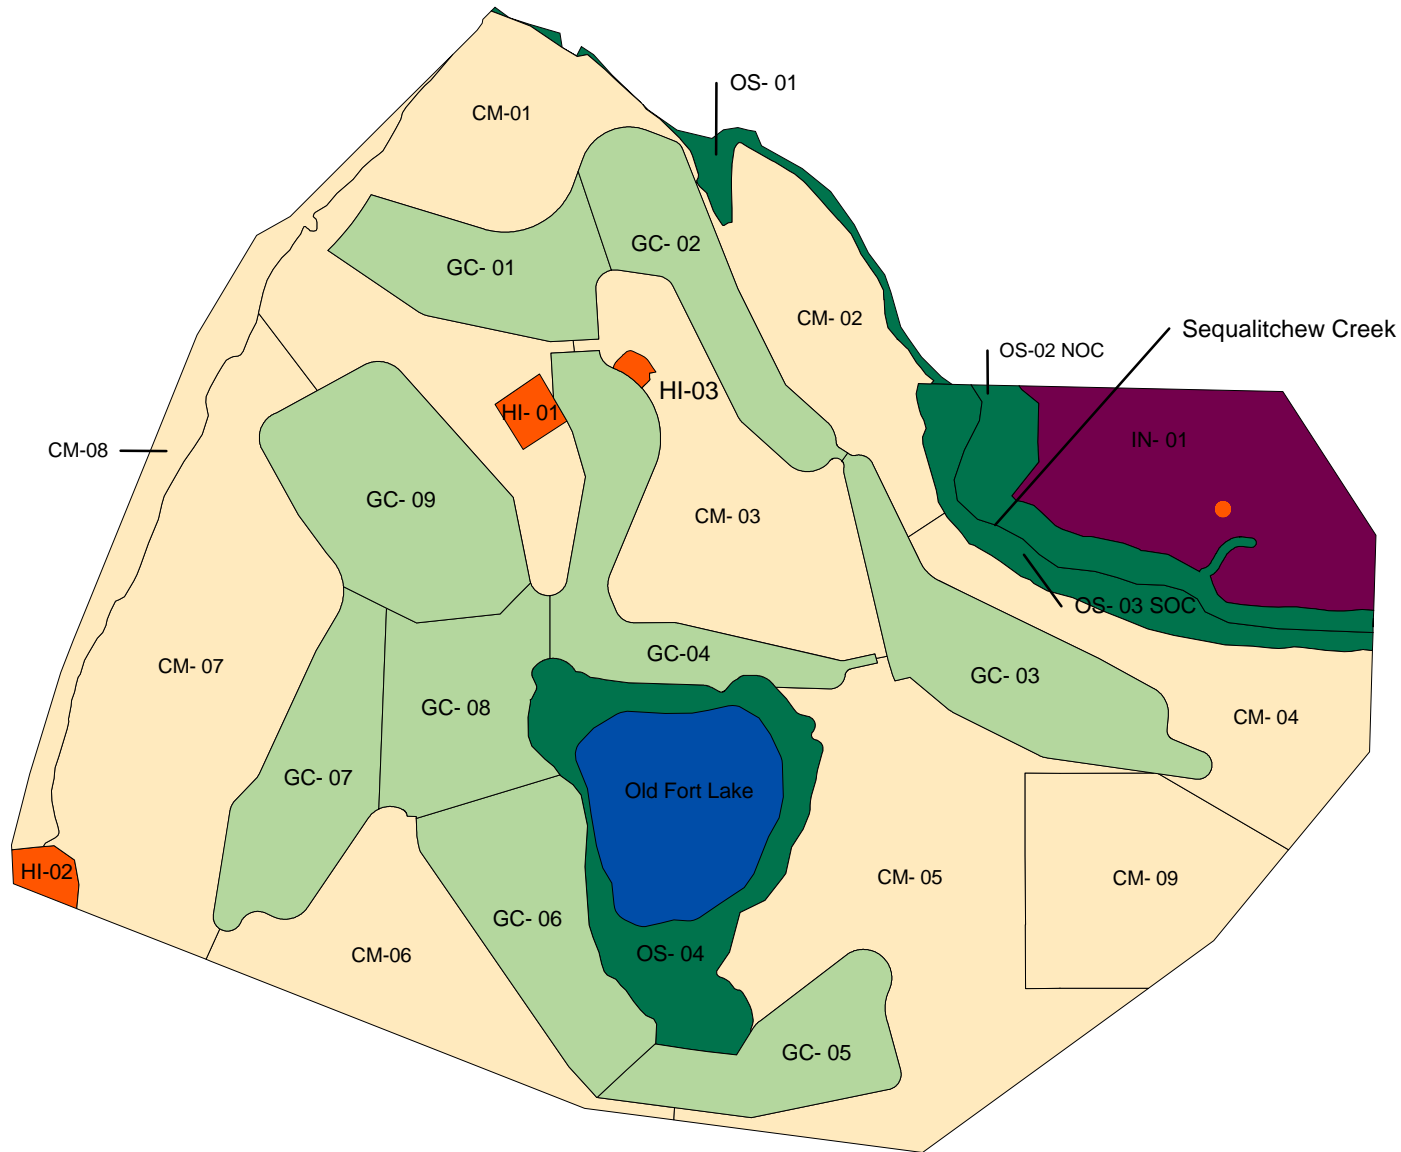 OS- 01
CM-01
GC- 02
GC- 01
CM- 02
Sequalitchew Creek
OS-02 NOC
HI-03
HI- 01
IN- 01
CM-08
GC- 09
CM- 03
OS- 03 SOC
GC-04
CM- 07
GC- 03
GC- 08
CM- 04
GC- 07
Old Fort Lake
HI-02
CM- 05
CM- 09
GC- 06
OS- 04
CM-06
GC- 05